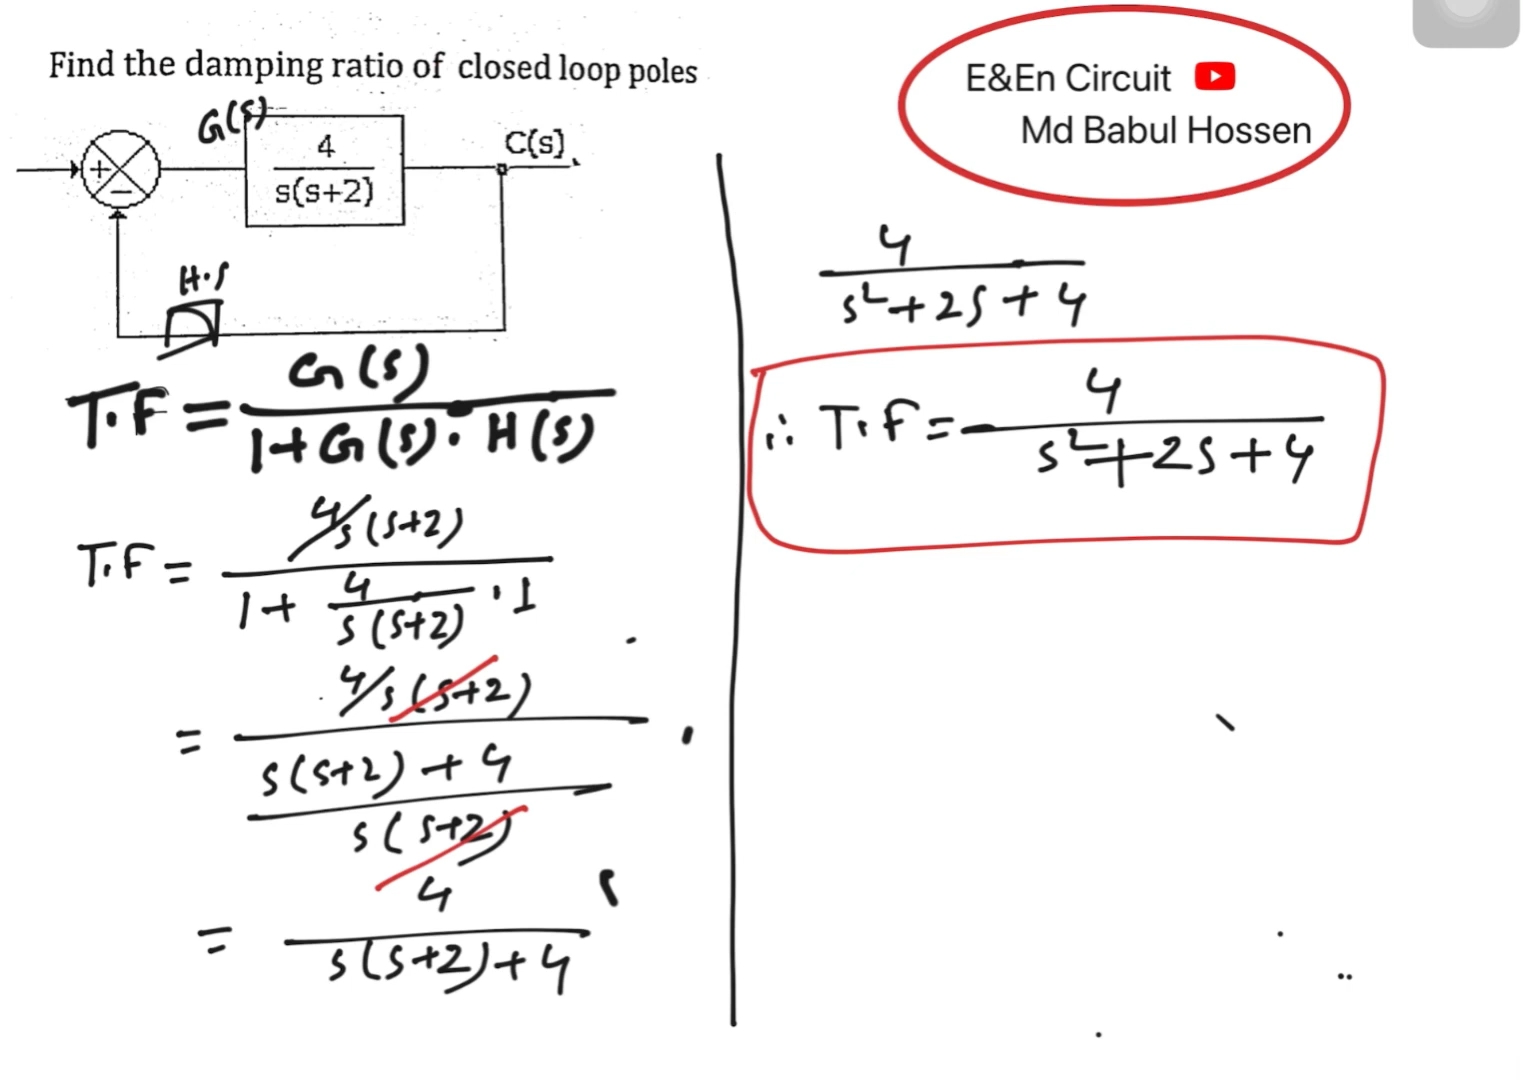 Find the damping ratio of closed loop poles
E&En Circuit
Md Babul Hossen
G(s)
4
s(s+2)
C(s)
+
−
H·S
T.F = G(s)
1+G(s)·H(s)
T.F = 4/s(s+2)
1+ 4/s(s+2) · 1
= 4/s(s+2)
s(s+2)+4
s(s+2)
= 4
s(s+2)+4
4
s²+2s+4
∴ T.F = 4
s²+2s+4